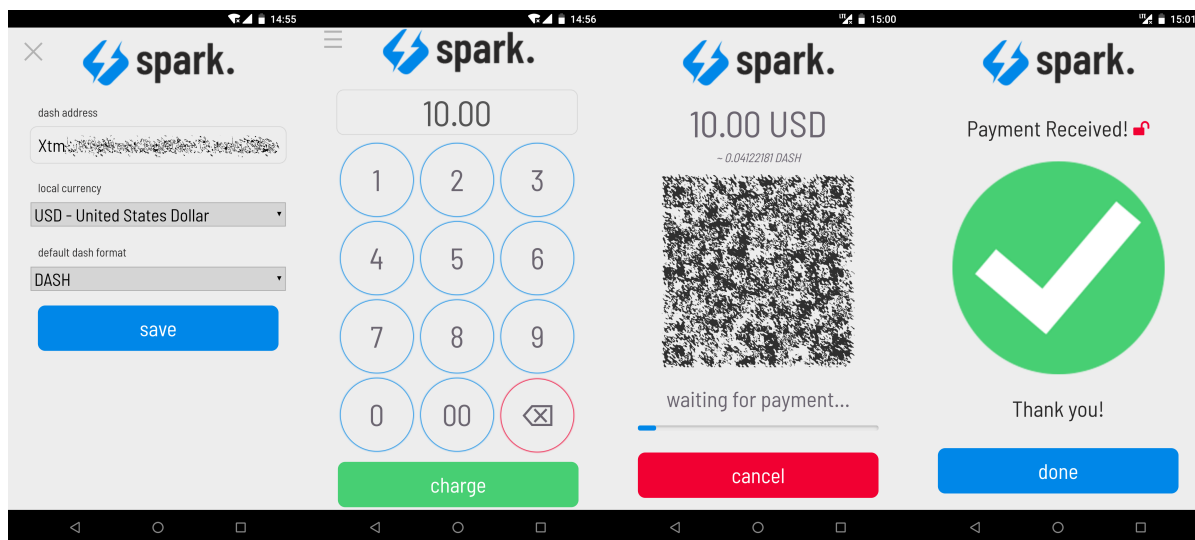 14:55
spark.
dash address
Xtm
local currency
USD - United States Dollar
default dash format
DASH
save
14:56
spark.
10.00
1 2 3
4 5 6
7 8 9
0 00
charge
LTE 15:00
spark.
10.00 USD
~ 0.04122181 DASH
waiting for payment...
cancel
LTE 15:01
spark.
Payment Received!
Thank you!
done